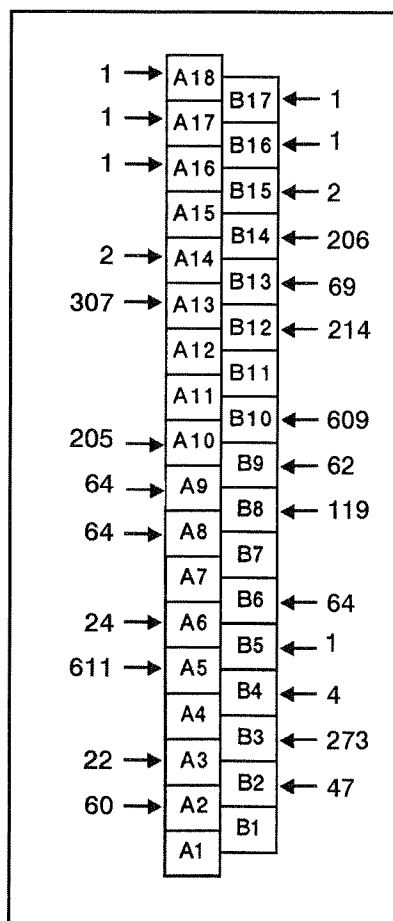 1 A18
B17 1
1 A17
B16 1
1 A16
B15 2
A15
B14 206
2 A14
B13 69
307 A13
B12 214
A12
B11
A11
B10 609
205 A10
B9 62
64 A9
B8 119
64 A8
B7
A7
B6 64
24 A6
B5 1
611 A5
B4 4
A4
B3 273
22 A3
B2 47
60 A2
B1
A1